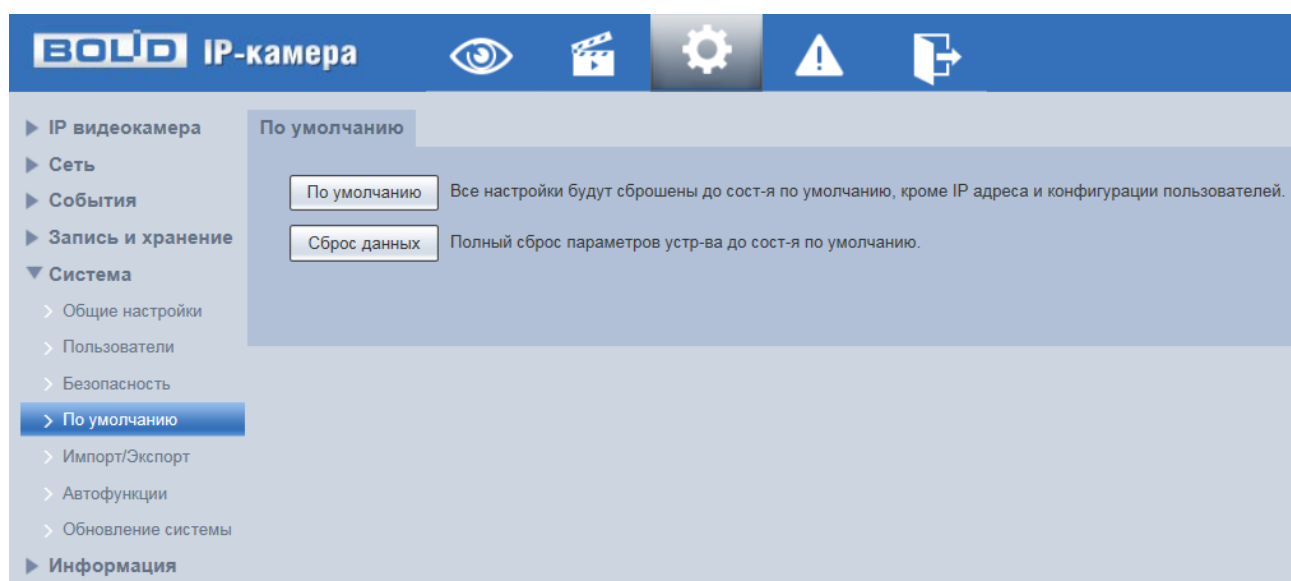 BOLID IP-камера
IP видеокамера
Сеть
События
Запись и хранение
Система
Общие настройки
Пользователи
Безопасность
По умолчанию
Импорт/Экспорт
Автофункции
Обновление системы
Информация
По умолчанию
По умолчанию Все настройки будут сброшены до сост-я по умолчанию, кроме IP адреса и конфигурации пользователей.
Сброс данных Полный сброс параметров устр-ва до сост-я по умолчанию.